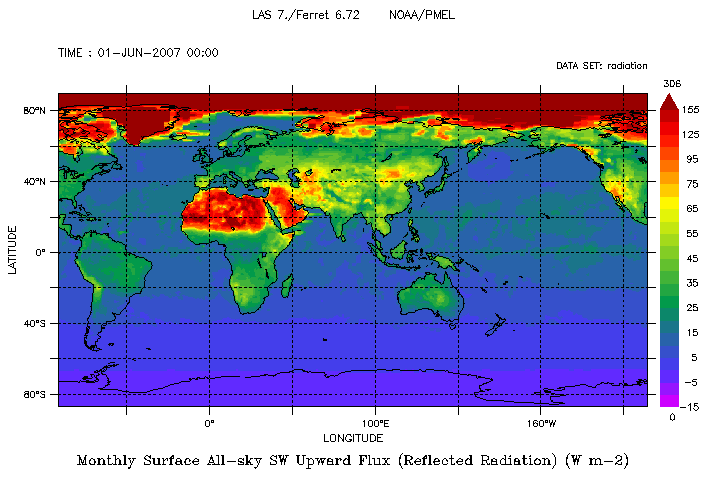 LAS 7./Ferret 6.72 NOAA/PMEL
TIME : 01-JUN-2007 00:00
DATA SET: radiation
306
155
135
125
105
95
75
65
55
45
35
25
15
5
-5
-15
0
80°N
40°N
0°
40°S
80°S
LATITUDE
0° 100°E 160°W
LONGITUDE
Monthly Surface All-sky SW Upward Flux (Reflected Radiation) (W m-2)